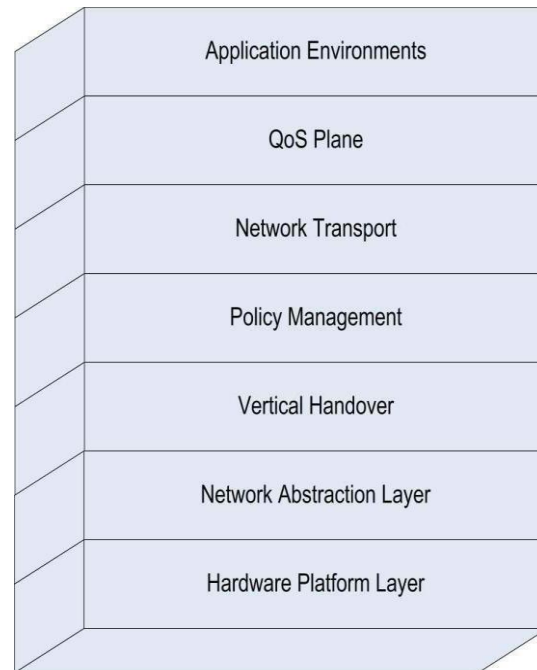 Application Environments
QoS Plane
Network Transport
Policy Management
Vertical Handover
Network Abstraction Layer
Hardware Platform Layer